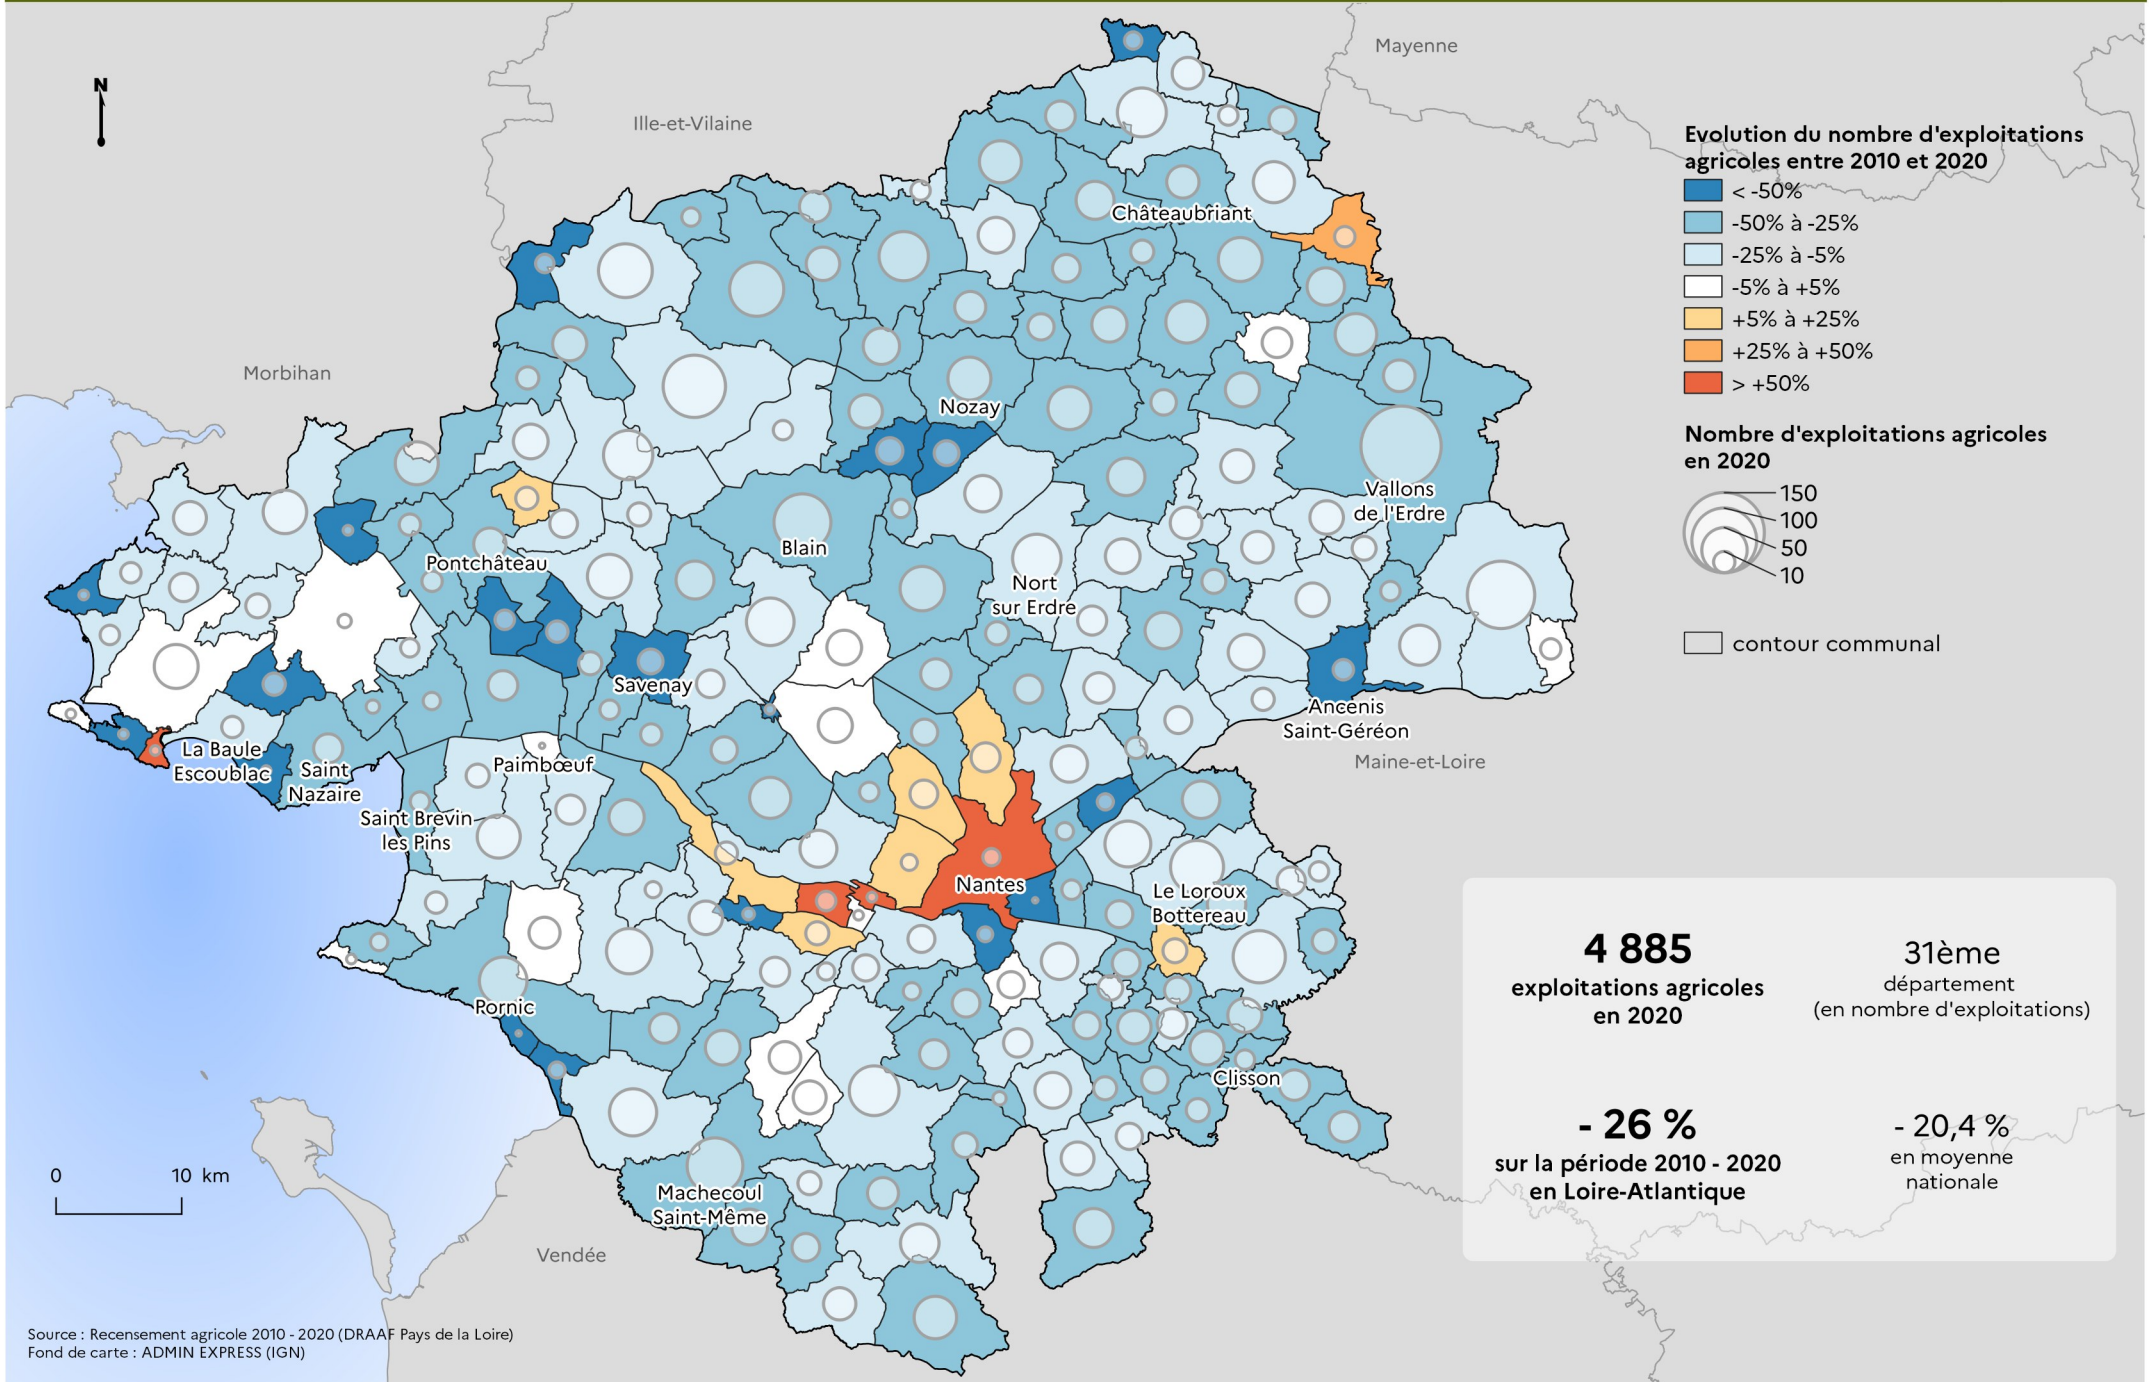 N
Mayenne
Ille-et-Vilaine
Morbihan
Maine-et-Loire
Vendée
Châteaubriant
Nozay
Vallons
de l'Erdre
Pontchâteau
Blain
Nort
sur Erdre
Savenay
Ancenis
Saint-Géréon
La Baule
Escoublac
Saint
Nazaire
Paimbœuf
Saint Brevin
les Pins
Nantes
Le Loroux
Bottereau
Pornic
Clisson
Machecoul
Saint-Même
Evolution du nombre d'exploitations
agricoles entre 2010 et 2020
< -50%
-50% à -25%
-25% à -5%
-5% à +5%
+5% à +25%
+25% à +50%
> +50%
Nombre d'exploitations agricoles
en 2020
150
100
50
10
contour communal
4 885
exploitations agricoles
en 2020
31ème
département
(en nombre d'exploitations)
- 26 %
sur la période 2010 - 2020
en Loire-Atlantique
- 20,4 %
en moyenne
nationale
0 10 km
Source : Recensement agricole 2010 - 2020 (DRAAF Pays de la Loire)
Fond de carte : ADMIN EXPRESS (IGN)